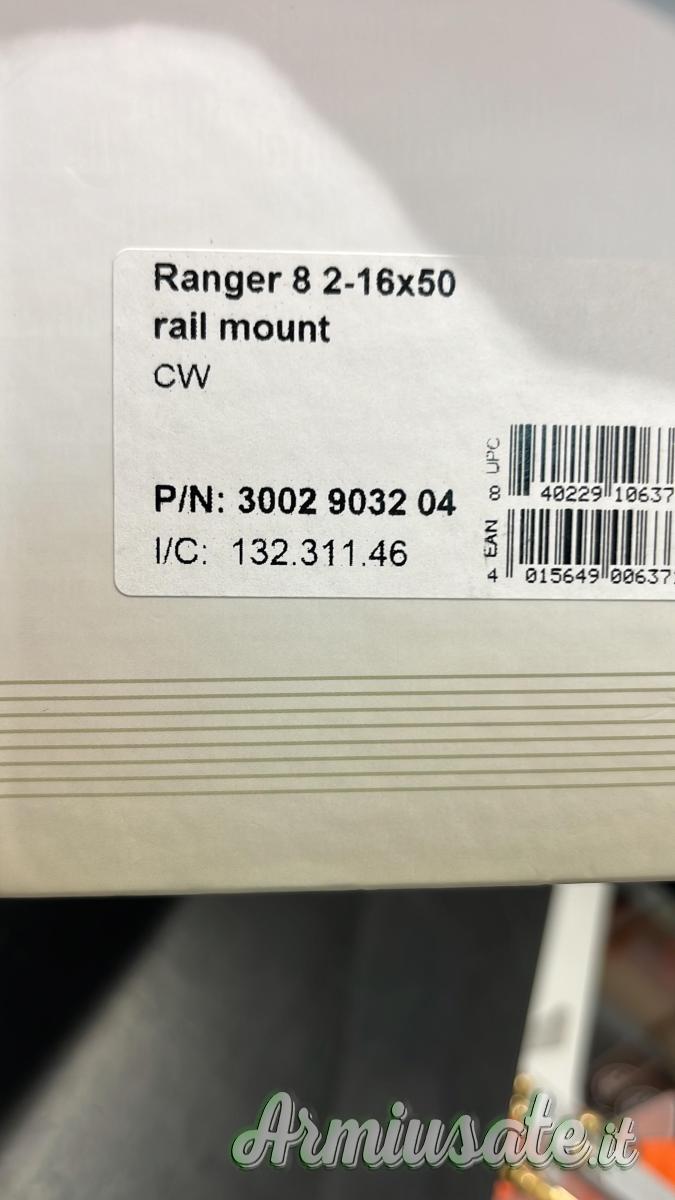 Ranger 8 2-16x50
rail mount
CW
P/N: 3002 9032 04
I/C: 132.311.46
UPC
8 40229 10637
EAN
4 015649 00637
Armiusate.it